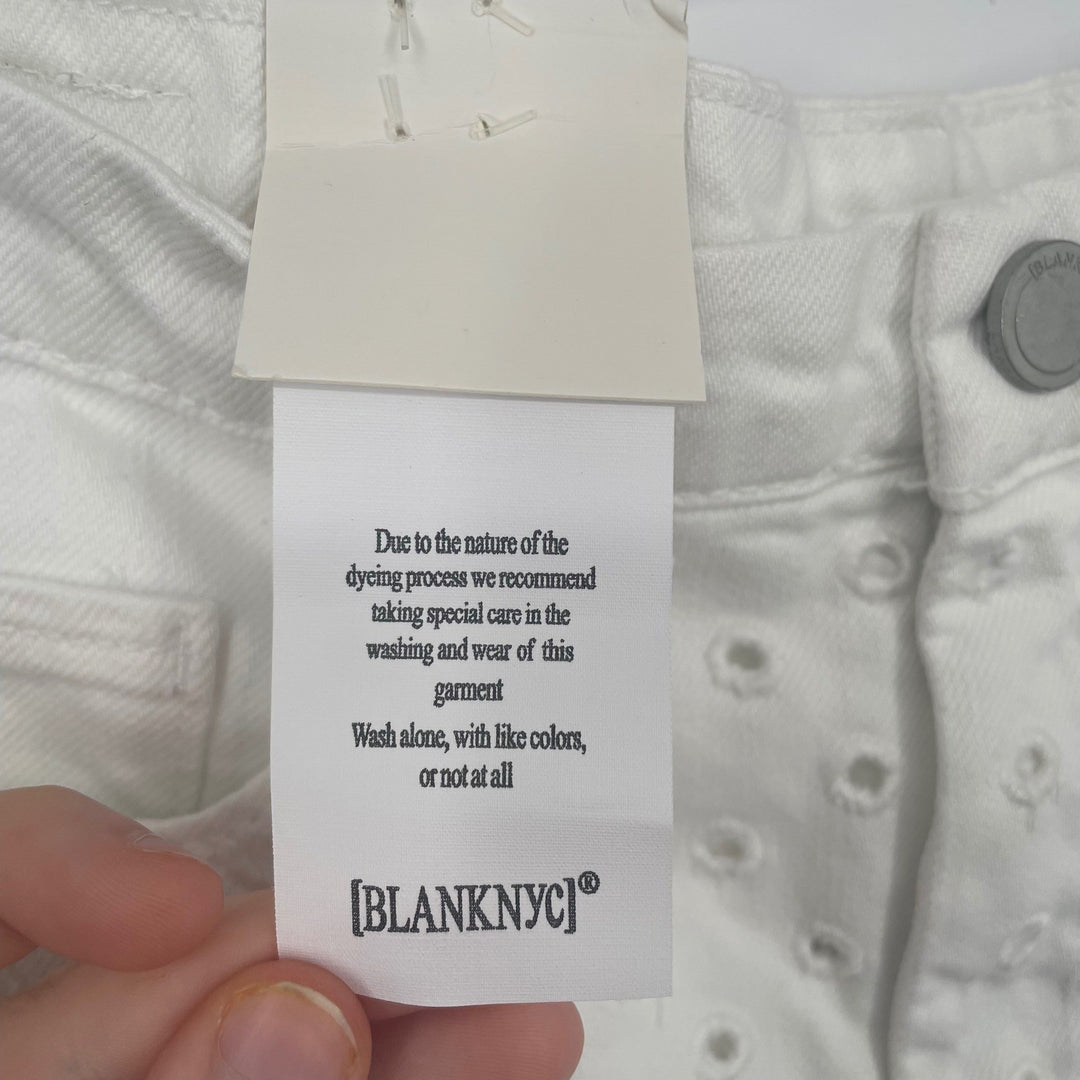 [BLANK
Due to the nature of the
dyeing process we recommend
taking special care in the
washing and wear of this
garment
Wash alone, with like colors,
or not at all
[BLANKNYC]®